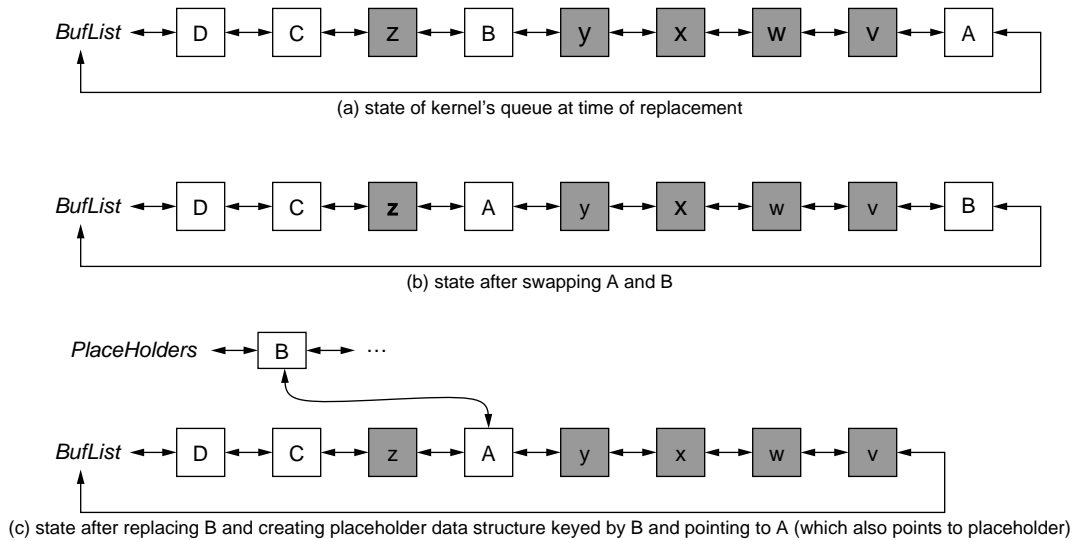 BufList D C z B y x w v A
(a) state of kernel's queue at time of replacement
BufList D C z A y x w v B
(b) state after swapping A and B
PlaceHolders B ...
BufList D C z A y x w v
(c) state after replacing B and creating placeholder data structure keyed by B and pointing to A (which also points to placeholder)